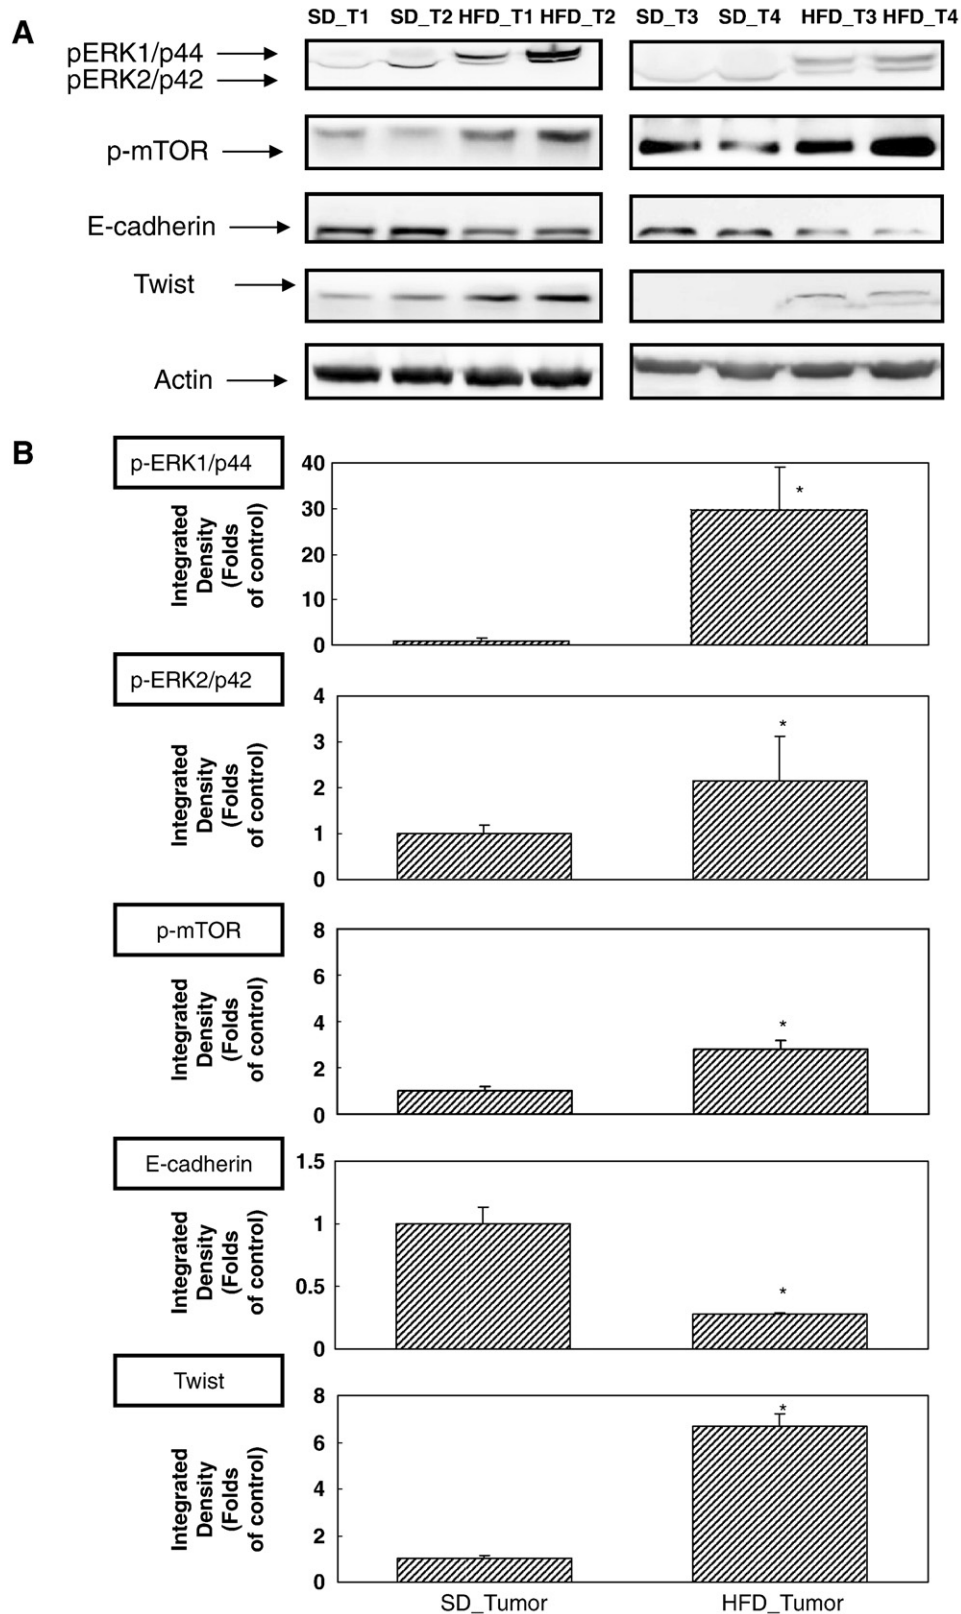 A
SD_T1 SD_T2 HFD_T1 HFD_T2 SD_T3 SD_T4 HFD_T3 HFD_T4
pERK1/p44
pERK2/p42
p-mTOR
E-cadherin
Twist
Actin
B
p-ERK1/p44
Integrated
Density
(Folds
of control)
40
30
20
10
0
p-ERK2/p42
Integrated
Density
(Folds
of control)
4
3
2
1
0
p-mTOR
Integrated
Density
(Folds
of control)
8
6
4
2
0
E-cadherin
Integrated
Density
(Folds
of control)
1.5
1
0.5
0
Twist
Integrated
Density
(Folds
of control)
8
6
4
2
0
*
*
*
*
*
SD_Tumor HFD_Tumor